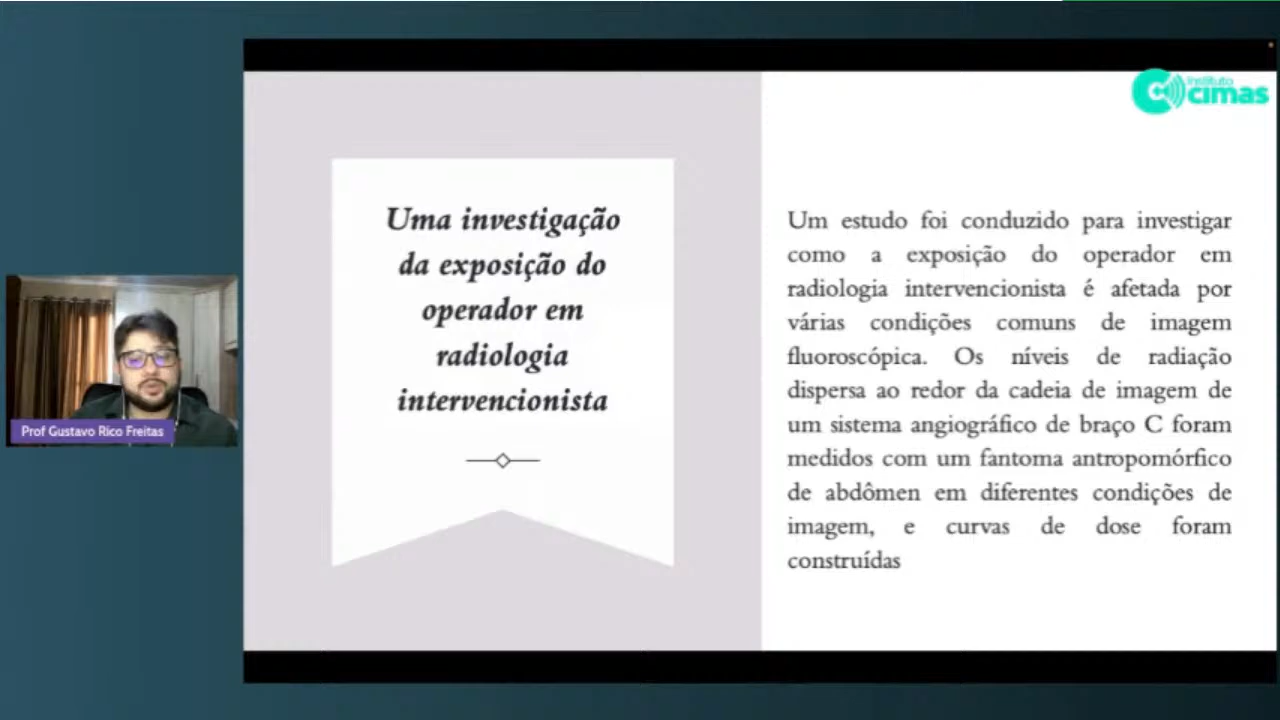 instituto
cimas
Uma investigação
da exposição do
operador em
radiologia
intervencionista
Um estudo foi conduzido para investigar
como a exposição do operador em
radiologia intervencionista é afetada por
várias condições comuns de imagem
fluoroscópica. Os níveis de radiação
dispersa ao redor da cadeia de imagem de
um sistema angiográfico de braço C foram
medidos com um fantoma antropomórfico
de abdômen em diferentes condições de
imagem, e curvas de dose foram
construídas
Prof Gustavo Rico Freitas